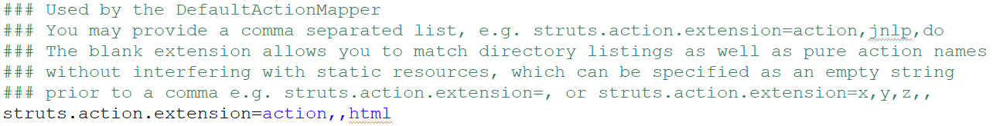 ### Used by the DefaultActionMapper
### You may provide a comma separated list, e.g. struts.action.extension=action,jnlp,do
### The blank extension allows you to match directory listings as well as pure action names
### without interfering with static resources, which can be specified as an empty string
### prior to a comma e.g. struts.action.extension=, or struts.action.extension=x,y,z,,
struts.action.extension=action,,html